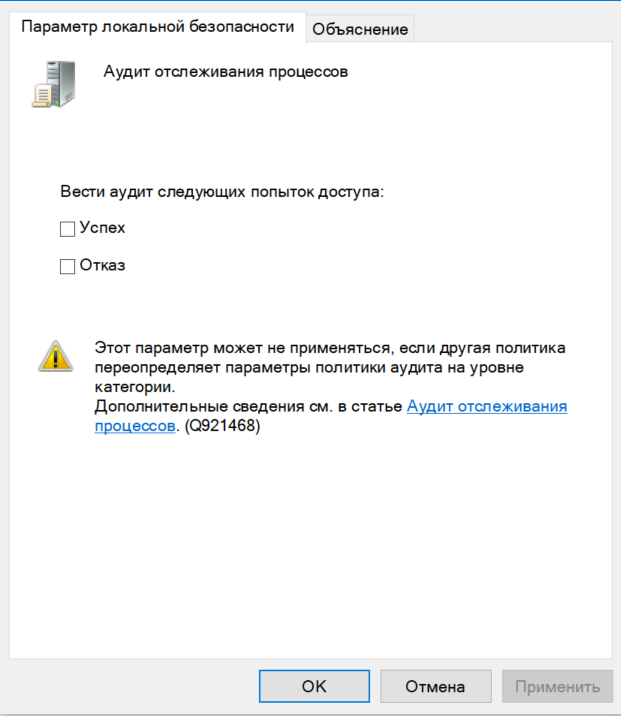 Параметр локальной безопасности
Объяснение
Аудит отслеживания процессов
Вести аудит следующих попыток доступа:
Успех
Отказ
Этот параметр может не применяться, если другая политика
переопределяет параметры политики аудита на уровне
категории.
Дополнительные сведения см. в статье Аудит отслеживания
процессов. (Q921468)
ОК
Отмена
Применить